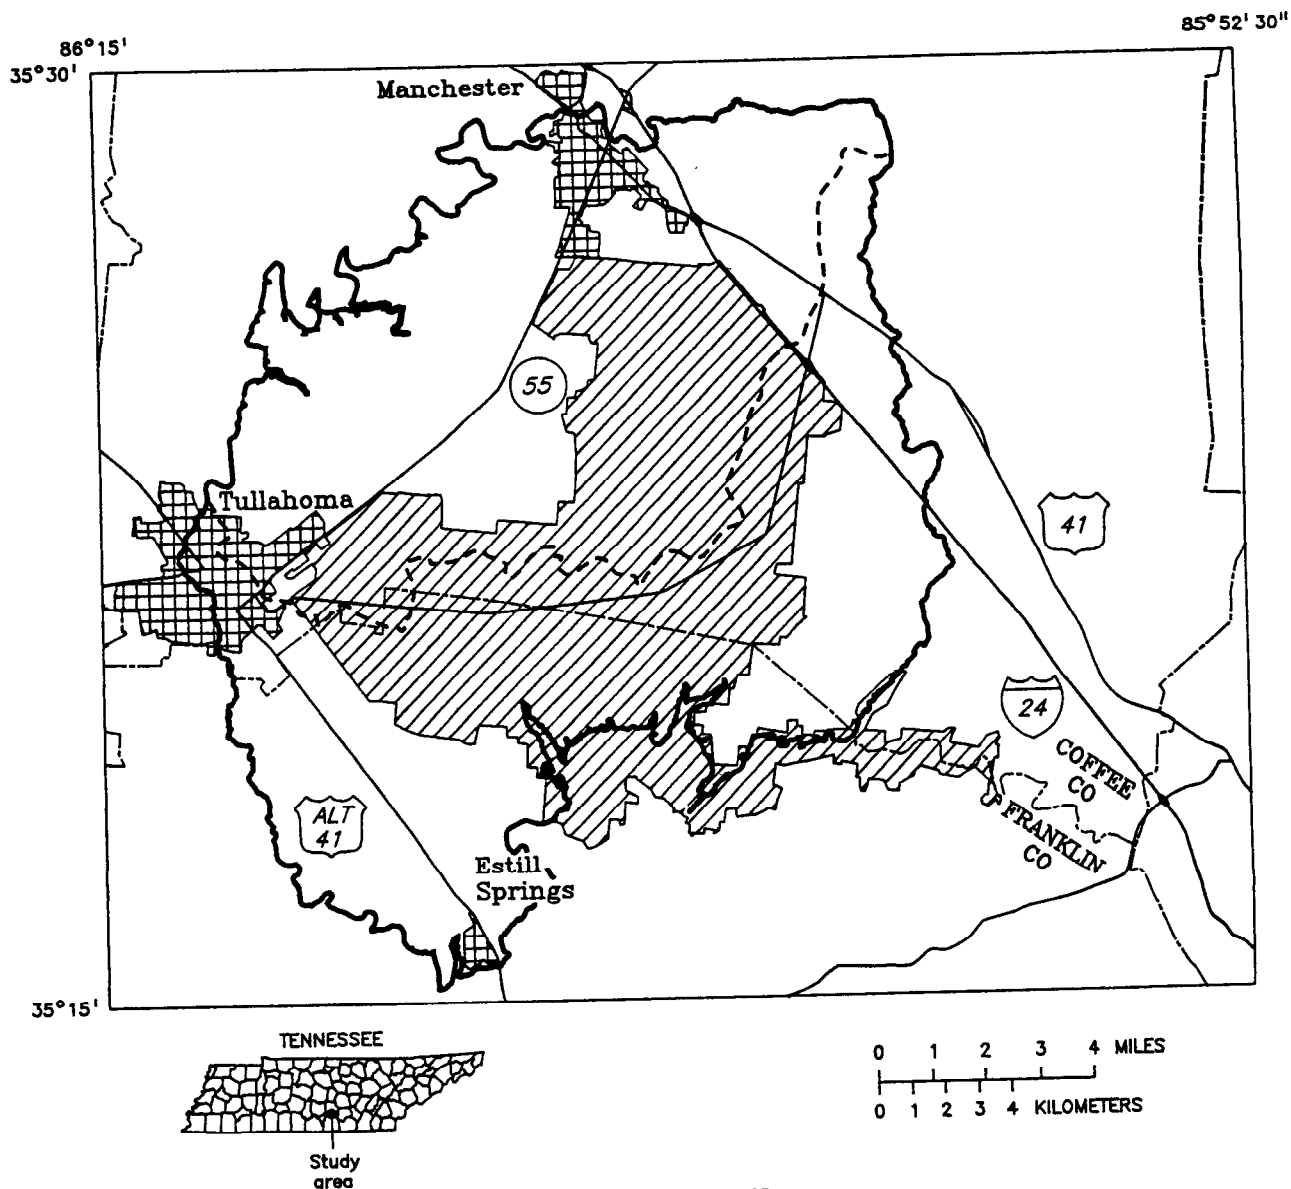 86°15'
85°52'30"
35°30'
Manchester
55
Tullahoma
41
24
COFFEE
CO
FRANKLIN
CO
ALT
41
Estill
Springs
35°15'
TENNESSEE
Study
area
0 1 2 3 4 MILES
0 1 2 3 4 KILOMETERS